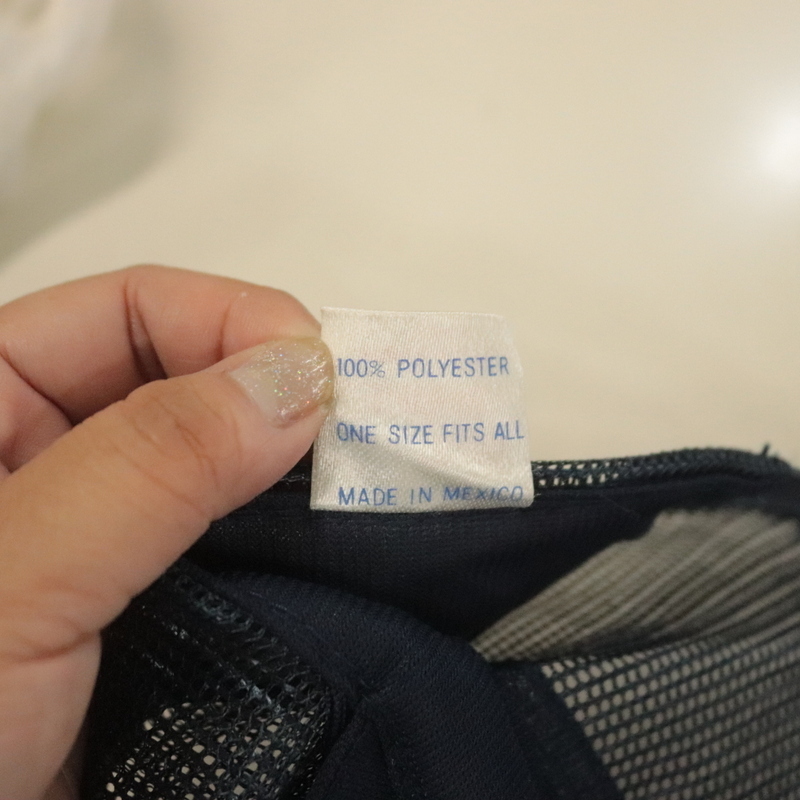 100% POLYESTER
ONE SIZE FITS ALL
MADE IN MEXICO